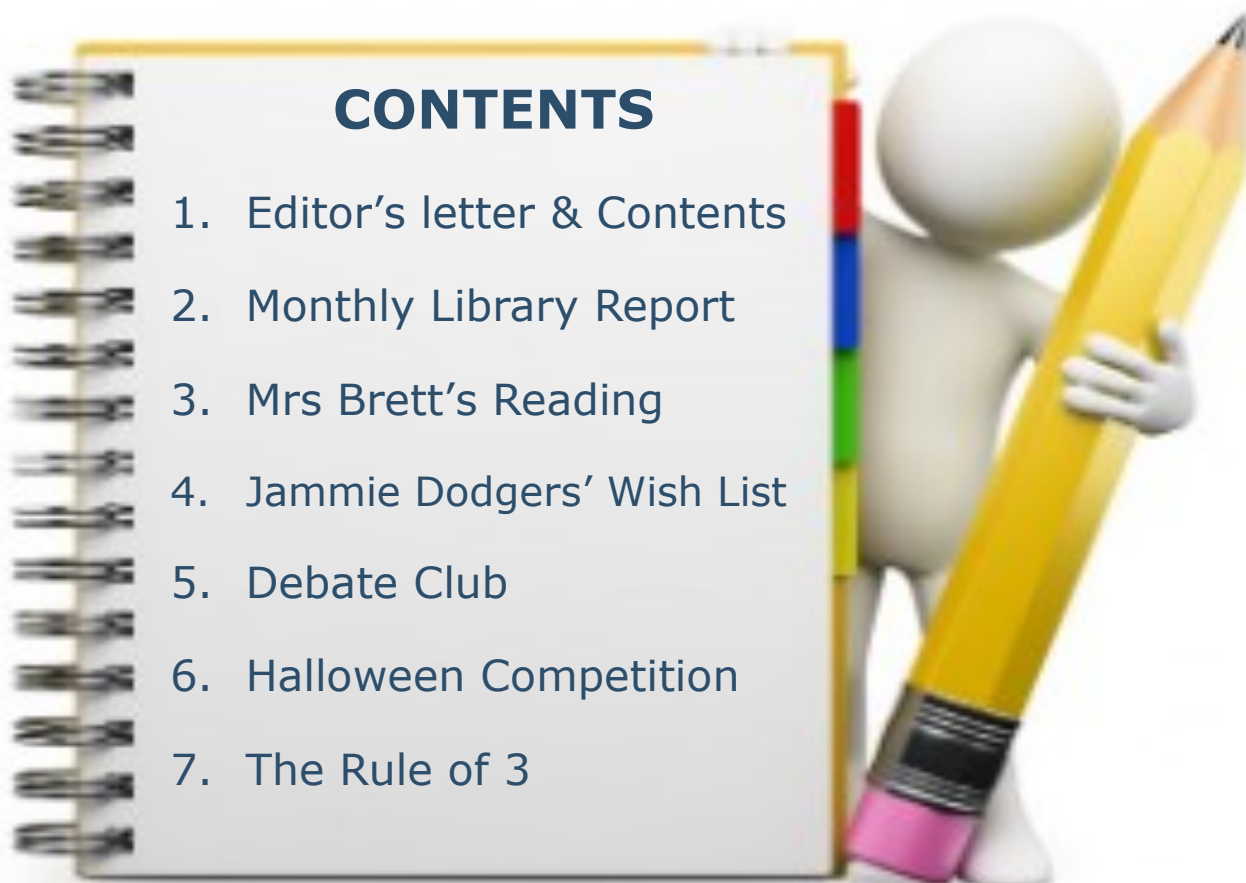 CONTENTS
1. Editor’s letter & Contents
2. Monthly Library Report
3. Mrs Brett’s Reading
4. Jammie Dodgers’ Wish List
5. Debate Club
6. Halloween Competition
7. The Rule of 3